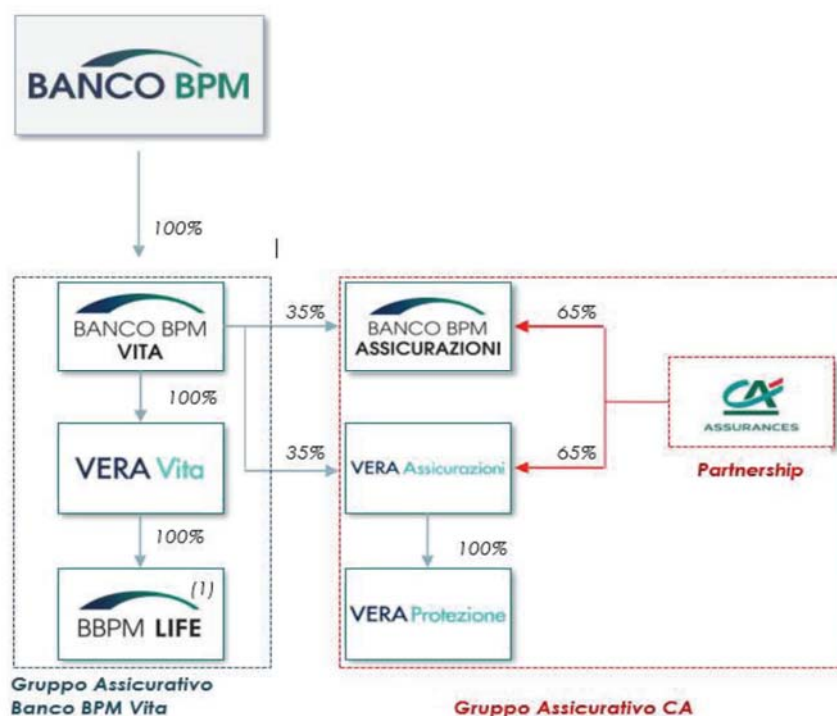 BANCO BPM
100%
BANCO BPM
VITA
35%
BANCO BPM
ASSICURAZIONI
65%
CA
ASSURANCES
Partnership
100%
VERA Vita
35%
VERA Assicurazioni
65%
100%
100%
BBPM LIFE
(1)
VERA Protezione
Gruppo Assicurativo
Banco BPM Vita
Gruppo Assicurativo CA